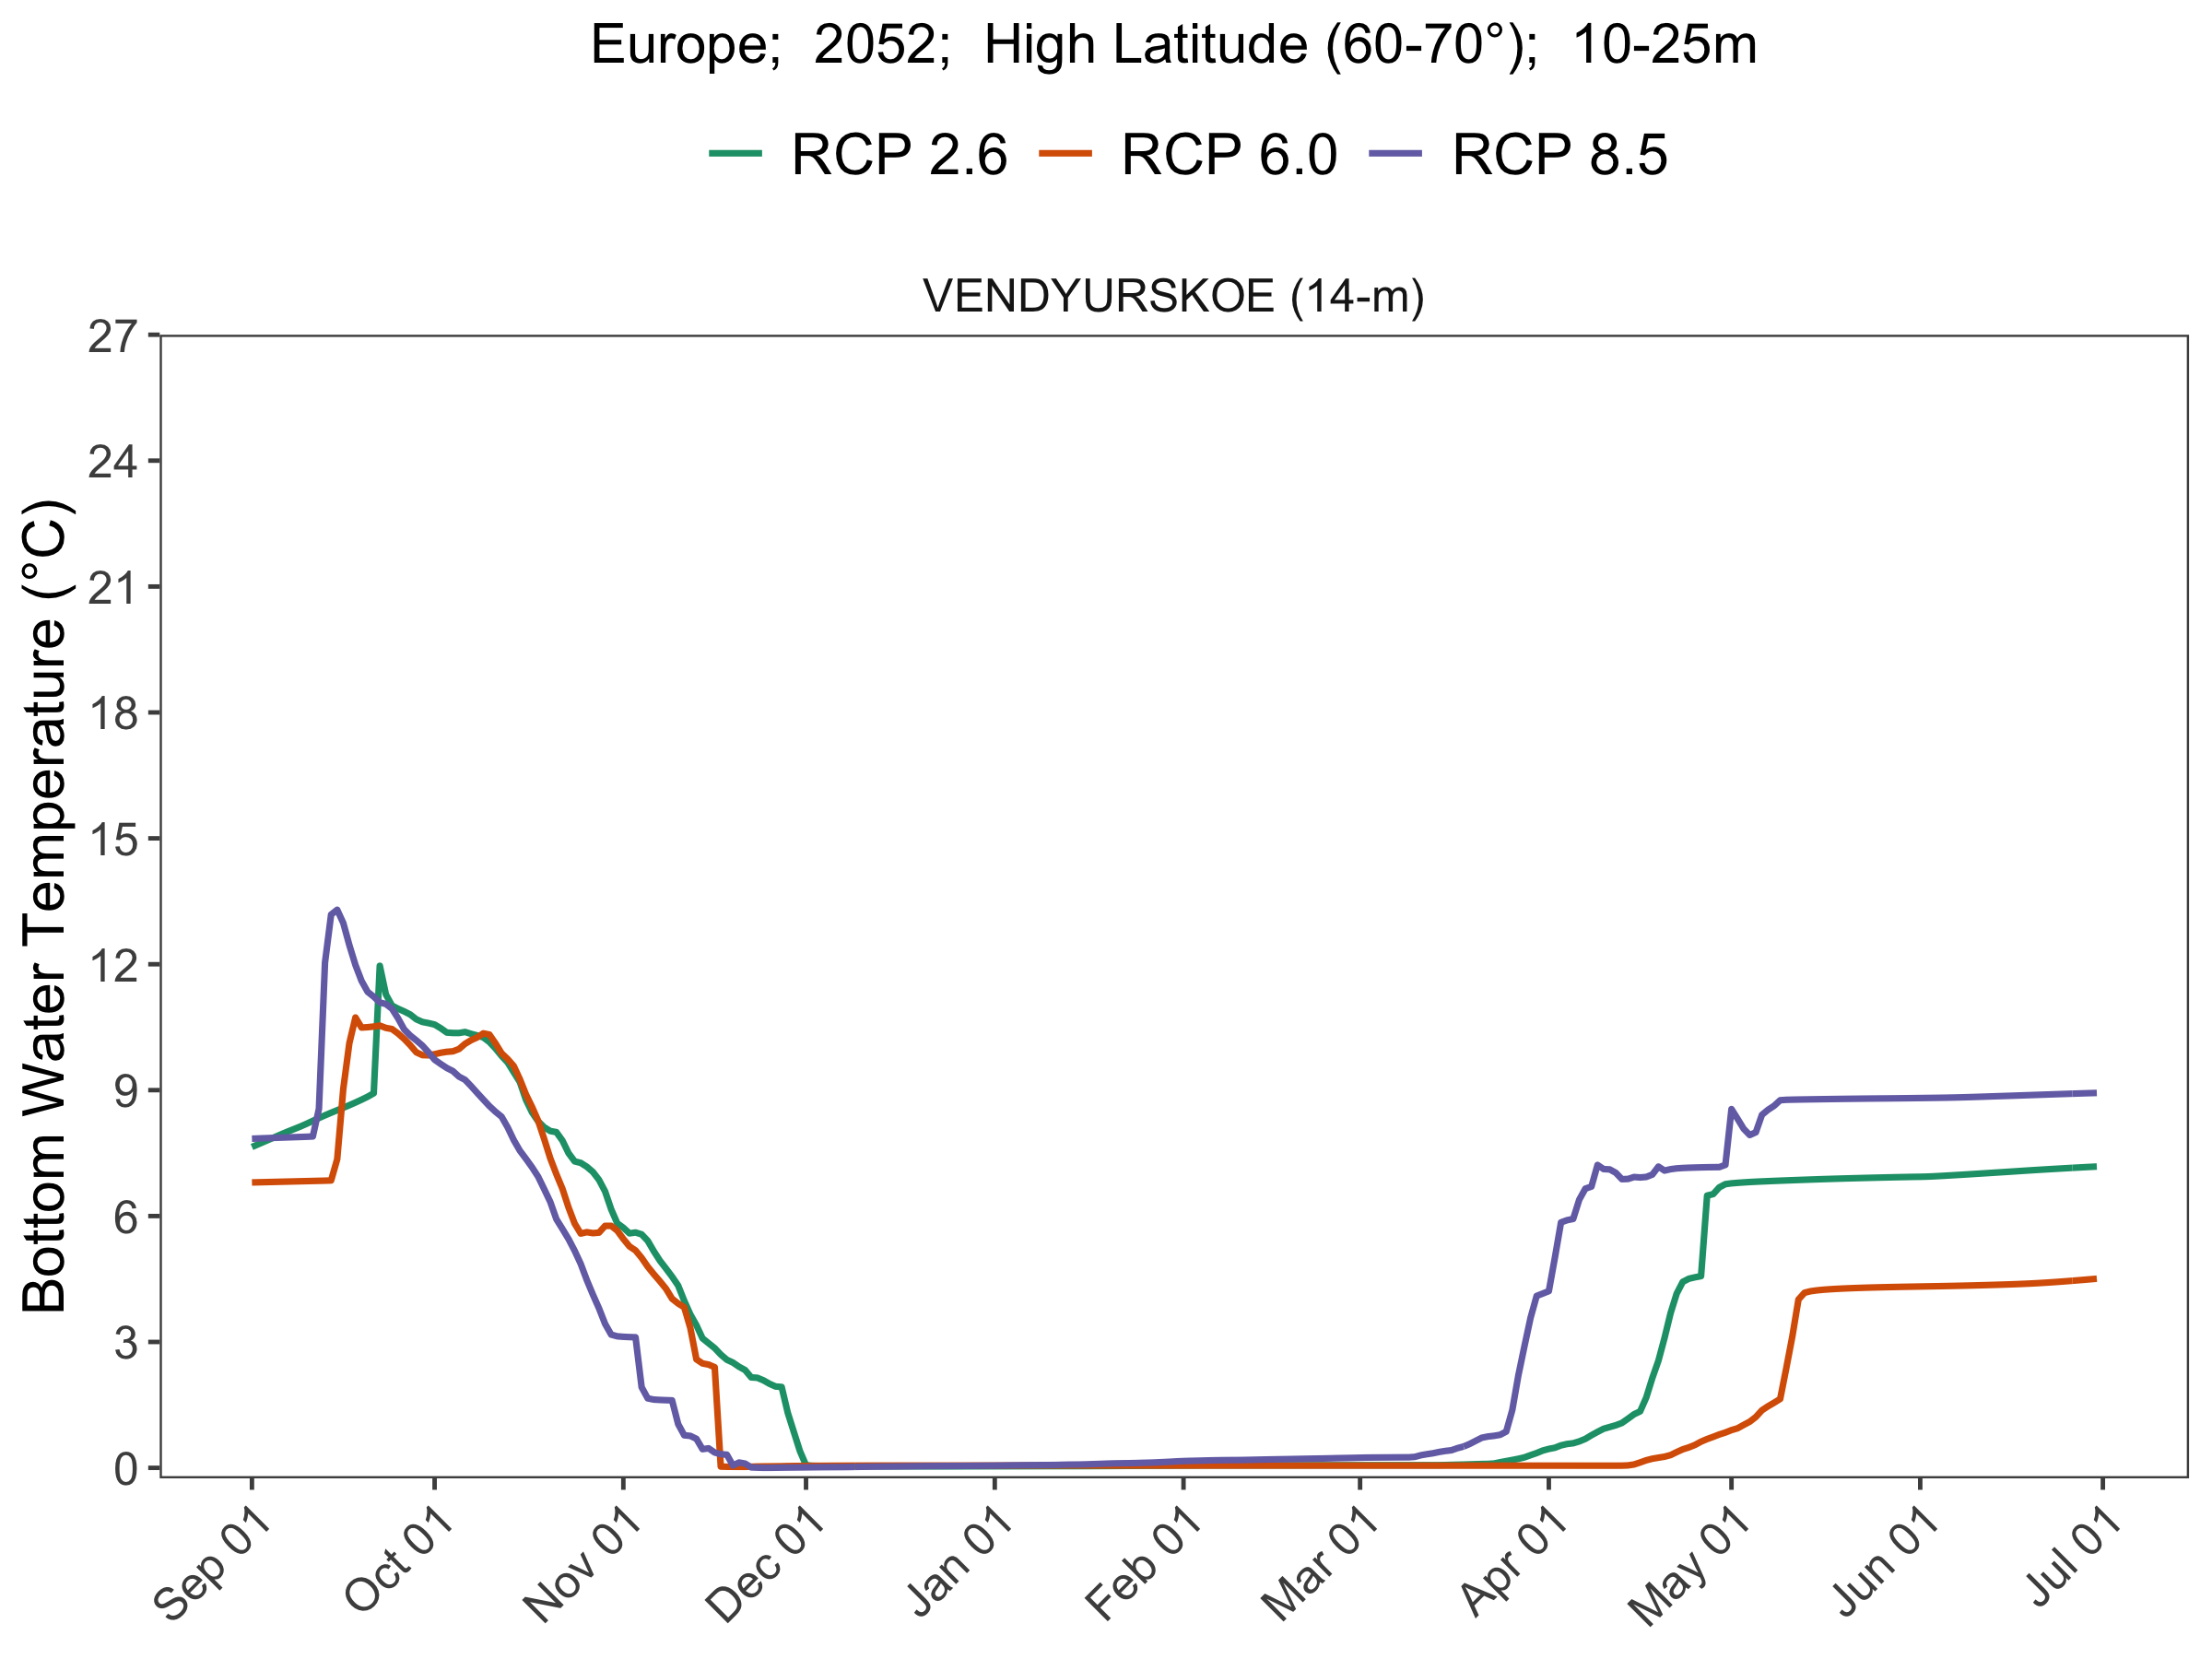 Europe; 2052; High Latitude (60-70°); 10-25m
RCP 2.6 RCP 6.0 RCP 8.5
VENDYURSKOE (14-m)
Bottom Water Temperature (°C)
27
24
21
18
15
12
9
6
3
0
Sep 01 Oct 01 Nov 01 Dec 01 Jan 01 Feb 01 Mar 01 Apr 01 May 01 Jun 01 Jul 01